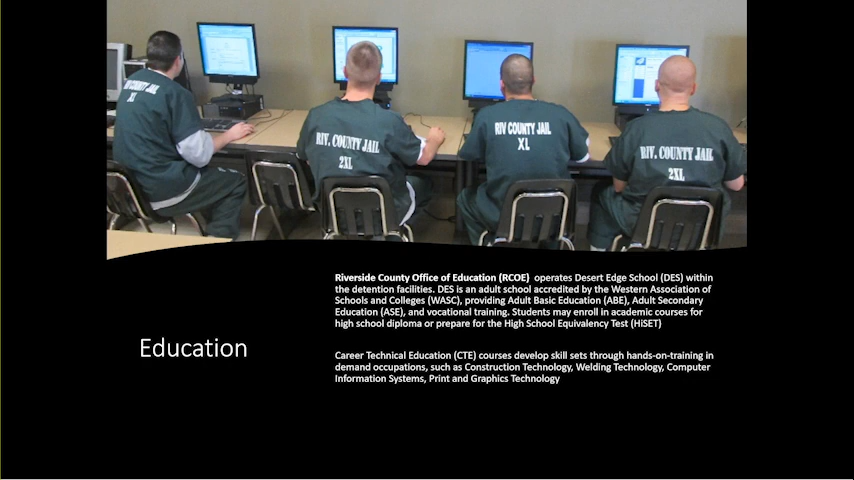 RIV COUNTY JAIL
XL
RIV. COUNTY JAIL
2XL
RIV COUNTY JAIL
XL
RIV. COUNTY JAIL
2XL
Education
Riverside County Office of Education (RCOE) operates Desert Edge School (DES) within
the detention facilities. DES is an adult school accredited by the Western Association of
Schools and Colleges (WASC), providing Adult Basic Education (ABE), Adult Secondary
Education (ASE), and vocational training. Students may enroll in academic courses for
high school diploma or prepare for the High School Equivalency Test (HiSET)
Career Technical Education (CTE) courses develop skill sets through hands-on-training in
demand occupations, such as Construction Technology, Welding Technology, Computer
Information Systems, Print and Graphics Technology